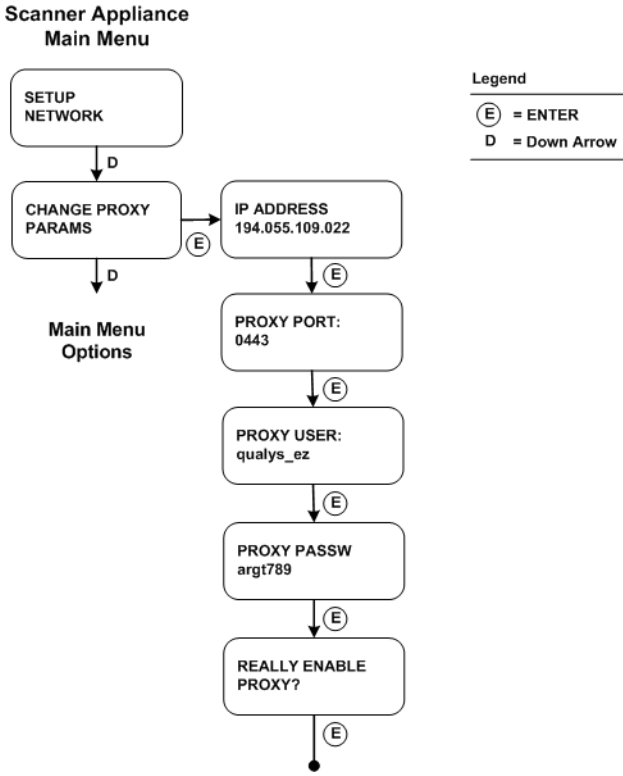 Scanner Appliance
Main Menu
SETUP
NETWORK
D
CHANGE PROXY
PARAMS
E
D
Main Menu
Options
IP ADDRESS
194.055.109.022
E
PROXY PORT:
0443
E
PROXY USER:
qualys_ez
E
PROXY PASSW
argt789
E
REALLY ENABLE
PROXY?
E
Legend
E = ENTER
D = Down Arrow